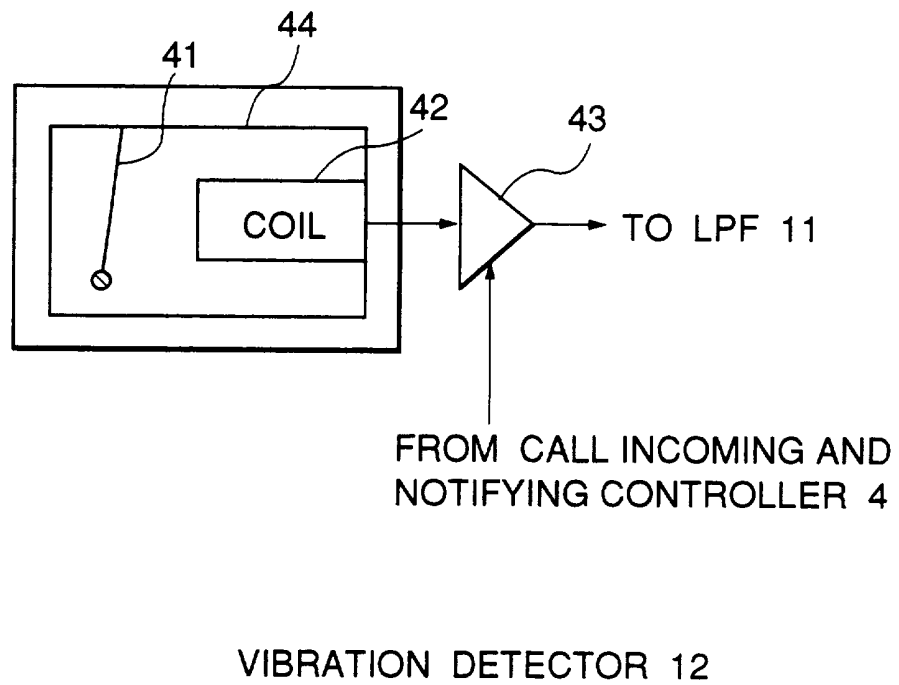 44
41
42
43
COIL
TO LPF 11
FROM CALL INCOMING AND
NOTIFYING CONTROLLER 4
VIBRATION DETECTOR 12